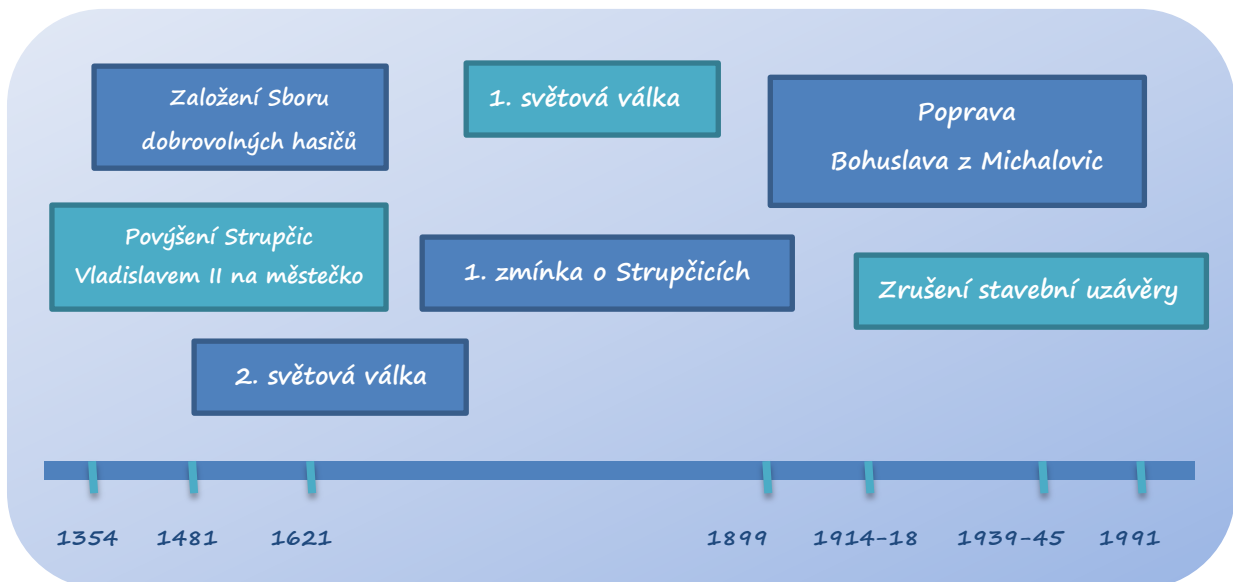 Založení Sboru
dobrovolných hasičů
1. světová válka
Poprava
Bohuslava z Michalovic
Povýšení Strupčic
Vladislavem II na městečko
1. zmínka o Strupčicích
Zrušení stavební uzávěry
2. světová válka
1354 1481 1621 1899 1914-18 1939-45 1991